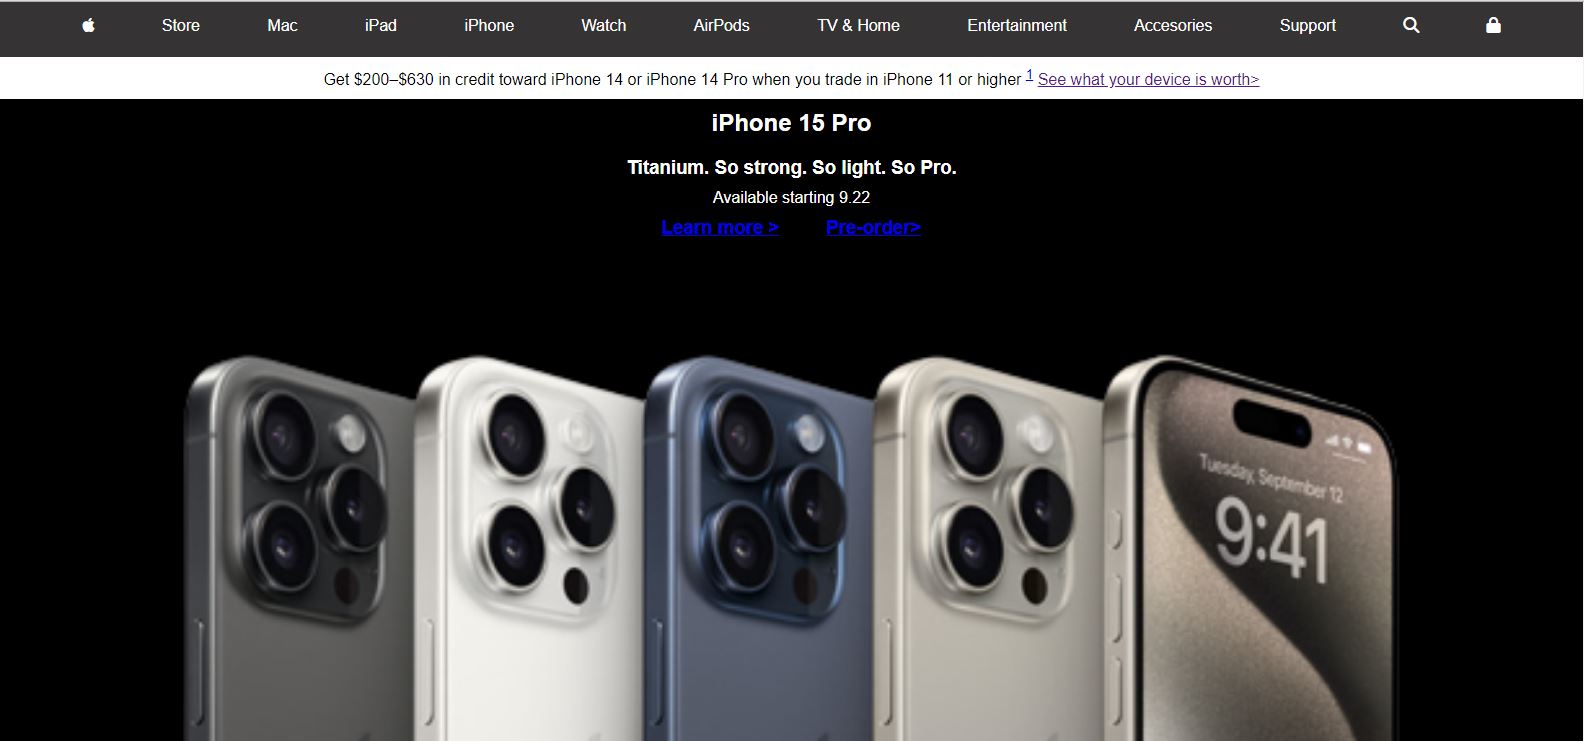 Store Mac iPad iPhone Watch AirPods TV & Home Entertainment Accesories Support
Get $200–$630 in credit toward iPhone 14 or iPhone 14 Pro when you trade in iPhone 11 or higher 1 See what your device is worth>
iPhone 15 Pro
Titanium. So strong. So light. So Pro.
Available starting 9.22
Learn more > Pre-order>
Tuesday, September 12
9:41